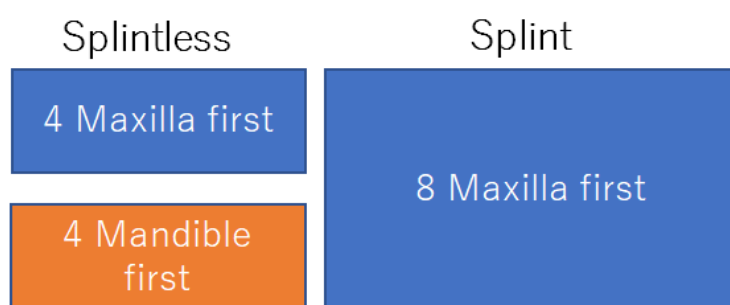 Splintless
Splint
4 Maxilla first
8 Maxilla first
4 Mandible
first